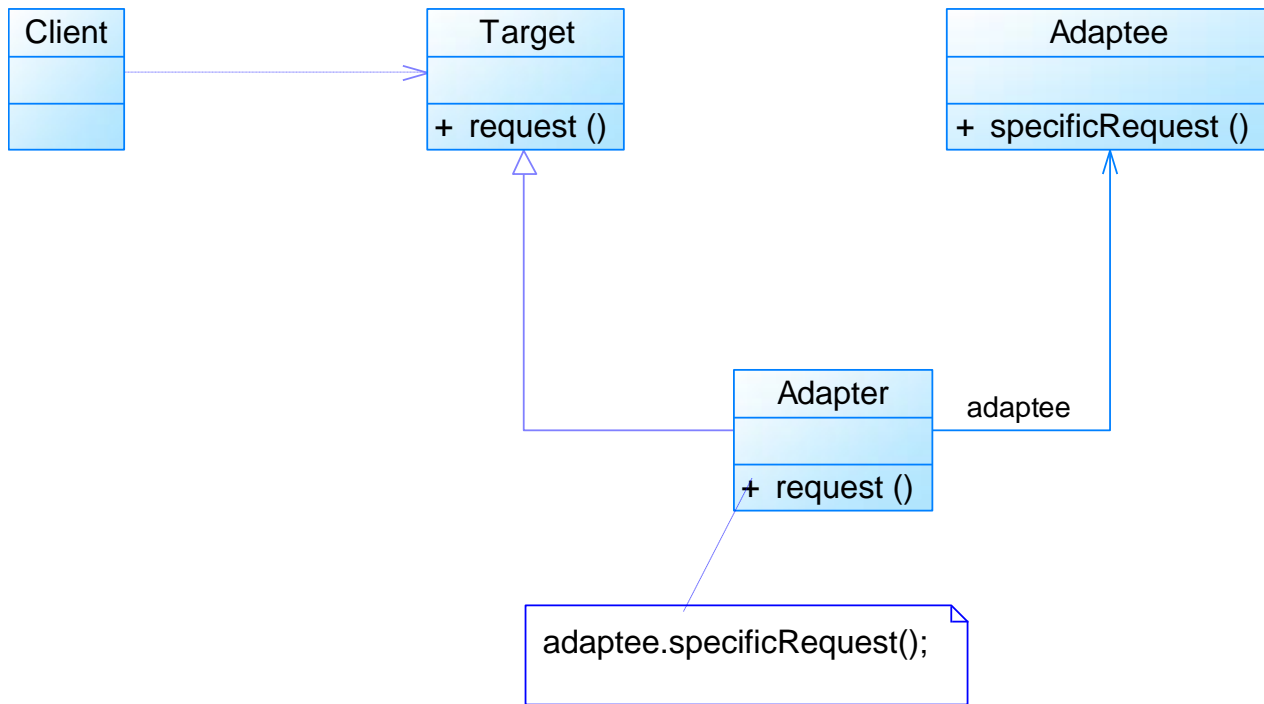 Client
Target
+ request ()
Adaptee
+ specificRequest ()
Adapter
+ request ()
adaptee
adaptee.specificRequest();